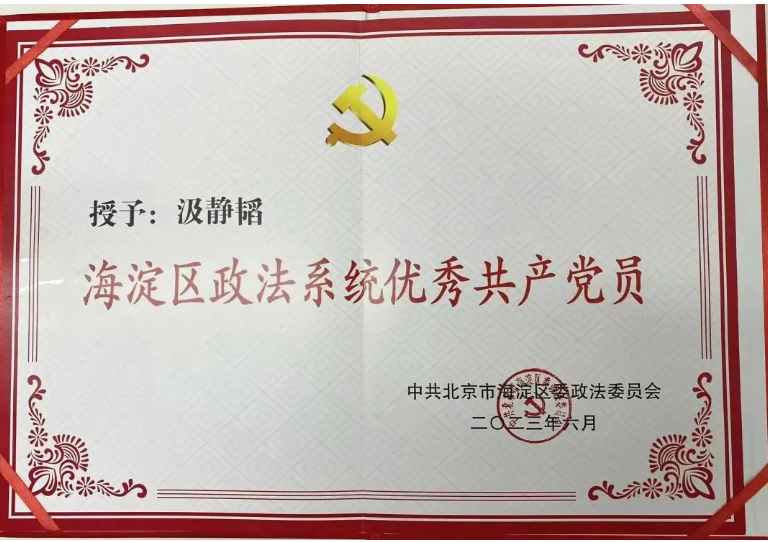 授予：汲静韬
海淀区政法系统优秀共产党员
中共北京市海淀区委政法委员会
二〇二三年六月